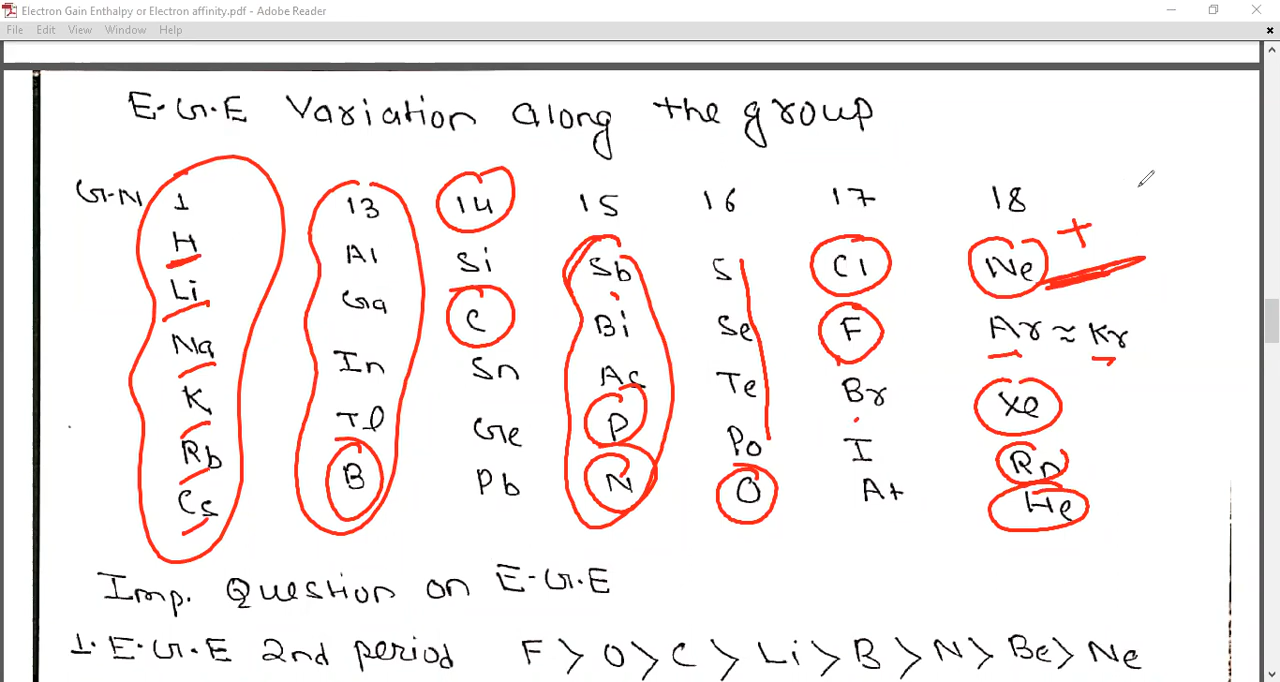 Electron Gain Enthalpy or Electron affinity.pdf - Adobe Reader
File Edit View Window Help
E.G.E Variation along the group
G.N 1 13 14 15 16 17 18
H Al Si Sb S Cl Ne +
Li Ga C Bi Se F Ar ≈ Kr
Na In Sn As Te Br Xe
K Tl Ge P Po I Rn
Rb B Pb N O At He
Cs
Imp. Question on E.G.E
1. E.G.E 2nd period F > O > C > Li > B > N > Be > Ne